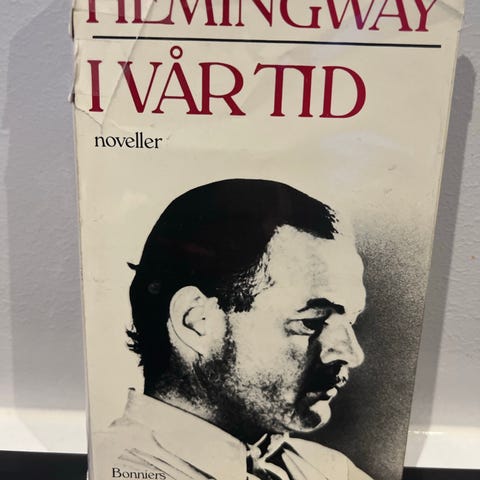 HEMINGWAY
I VÅR TID
noveller
Bonniers